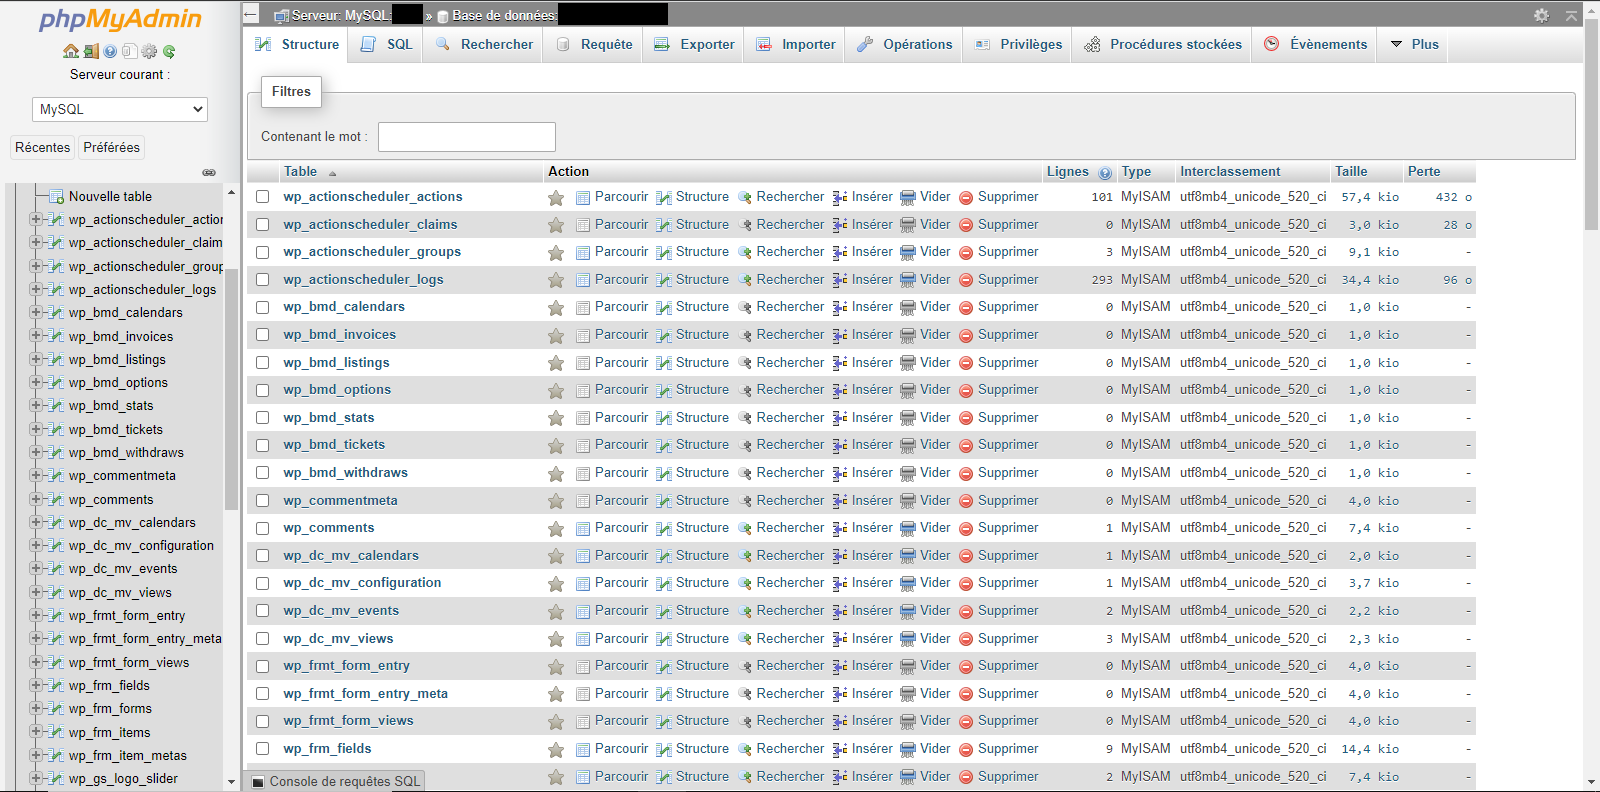 phpMyAdmin
Serveur courant :
MySQL
Récentes Préférées
Nouvelle table
wp_actionscheduler_action
wp_actionscheduler_claim
wp_actionscheduler_group
wp_actionscheduler_logs
wp_bmd_calendars
wp_bmd_invoices
wp_bmd_listings
wp_bmd_options
wp_bmd_stats
wp_bmd_tickets
wp_bmd_withdraws
wp_commentmeta
wp_comments
wp_dc_mv_calendars
wp_dc_mv_configuration
wp_dc_mv_events
wp_dc_mv_views
wp_frmt_form_entry
wp_frmt_form_entry_meta
wp_frmt_form_views
wp_frm_fields
wp_frm_forms
wp_frm_items
wp_frm_item_metas
wp_gs_logo_slider
Serveur: MySQL: » Base de données:
Structure SQL Rechercher Requête Exporter Importer Opérations Privilèges Procédures stockées Évènements Plus
Filtres
Contenant le mot :
Table Action Lignes Type Interclassement Taille Perte
wp_actionscheduler_actions Parcourir Structure Rechercher Insérer Vider Supprimer 101 MyISAM utf8mb4_unicode_520_ci 57,4 kio 432 o
wp_actionscheduler_claims Parcourir Structure Rechercher Insérer Vider Supprimer 0 MyISAM utf8mb4_unicode_520_ci 3,0 kio 28 o
wp_actionscheduler_groups Parcourir Structure Rechercher Insérer Vider Supprimer 3 MyISAM utf8mb4_unicode_520_ci 9,1 kio -
wp_actionscheduler_logs Parcourir Structure Rechercher Insérer Vider Supprimer 293 MyISAM utf8mb4_unicode_520_ci 34,4 kio 96 o
wp_bmd_calendars Parcourir Structure Rechercher Insérer Vider Supprimer 0 MyISAM utf8mb4_unicode_520_ci 1,0 kio -
wp_bmd_invoices Parcourir Structure Rechercher Insérer Vider Supprimer 0 MyISAM utf8mb4_unicode_520_ci 1,0 kio -
wp_bmd_listings Parcourir Structure Rechercher Insérer Vider Supprimer 0 MyISAM utf8mb4_unicode_520_ci 1,0 kio -
wp_bmd_options Parcourir Structure Rechercher Insérer Vider Supprimer 0 MyISAM utf8mb4_unicode_520_ci 1,0 kio -
wp_bmd_stats Parcourir Structure Rechercher Insérer Vider Supprimer 0 MyISAM utf8mb4_unicode_520_ci 1,0 kio -
wp_bmd_tickets Parcourir Structure Rechercher Insérer Vider Supprimer 0 MyISAM utf8mb4_unicode_520_ci 1,0 kio -
wp_bmd_withdraws Parcourir Structure Rechercher Insérer Vider Supprimer 0 MyISAM utf8mb4_unicode_520_ci 1,0 kio -
wp_commentmeta Parcourir Structure Rechercher Insérer Vider Supprimer 0 MyISAM utf8mb4_unicode_520_ci 4,0 kio -
wp_comments Parcourir Structure Rechercher Insérer Vider Supprimer 1 MyISAM utf8mb4_unicode_520_ci 7,4 kio -
wp_dc_mv_calendars Parcourir Structure Rechercher Insérer Vider Supprimer 1 MyISAM utf8mb4_unicode_520_ci 2,0 kio -
wp_dc_mv_configuration Parcourir Structure Rechercher Insérer Vider Supprimer 1 MyISAM utf8mb4_unicode_520_ci 3,7 kio -
wp_dc_mv_events Parcourir Structure Rechercher Insérer Vider Supprimer 2 MyISAM utf8mb4_unicode_520_ci 2,2 kio -
wp_dc_mv_views Parcourir Structure Rechercher Insérer Vider Supprimer 3 MyISAM utf8mb4_unicode_520_ci 2,3 kio -
wp_frmt_form_entry Parcourir Structure Rechercher Insérer Vider Supprimer 0 MyISAM utf8mb4_unicode_520_ci 4,0 kio -
wp_frmt_form_entry_meta Parcourir Structure Rechercher Insérer Vider Supprimer 0 MyISAM utf8mb4_unicode_520_ci 4,0 kio -
wp_frmt_form_views Parcourir Structure Rechercher Insérer Vider Supprimer 0 MyISAM utf8mb4_unicode_520_ci 4,0 kio -
wp_frm_fields Parcourir Structure Rechercher Insérer Vider Supprimer 9 MyISAM utf8mb4_unicode_520_ci 14,4 kio -
Parcourir Structure Rechercher Insérer Vider Supprimer 2 MyISAM utf8mb4_unicode_520_ci 7,4 kio -
Console de requêtes SQL